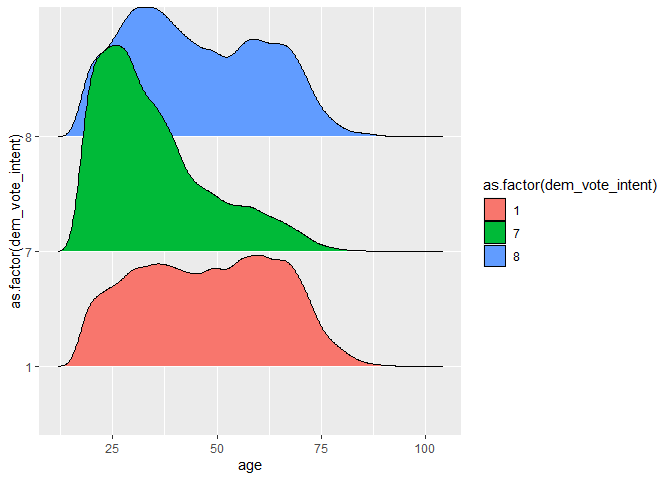 as.factor(dem_vote_intent)
8
7
1
25 50 75 100
age
as.factor(dem_vote_intent)
1
7
8